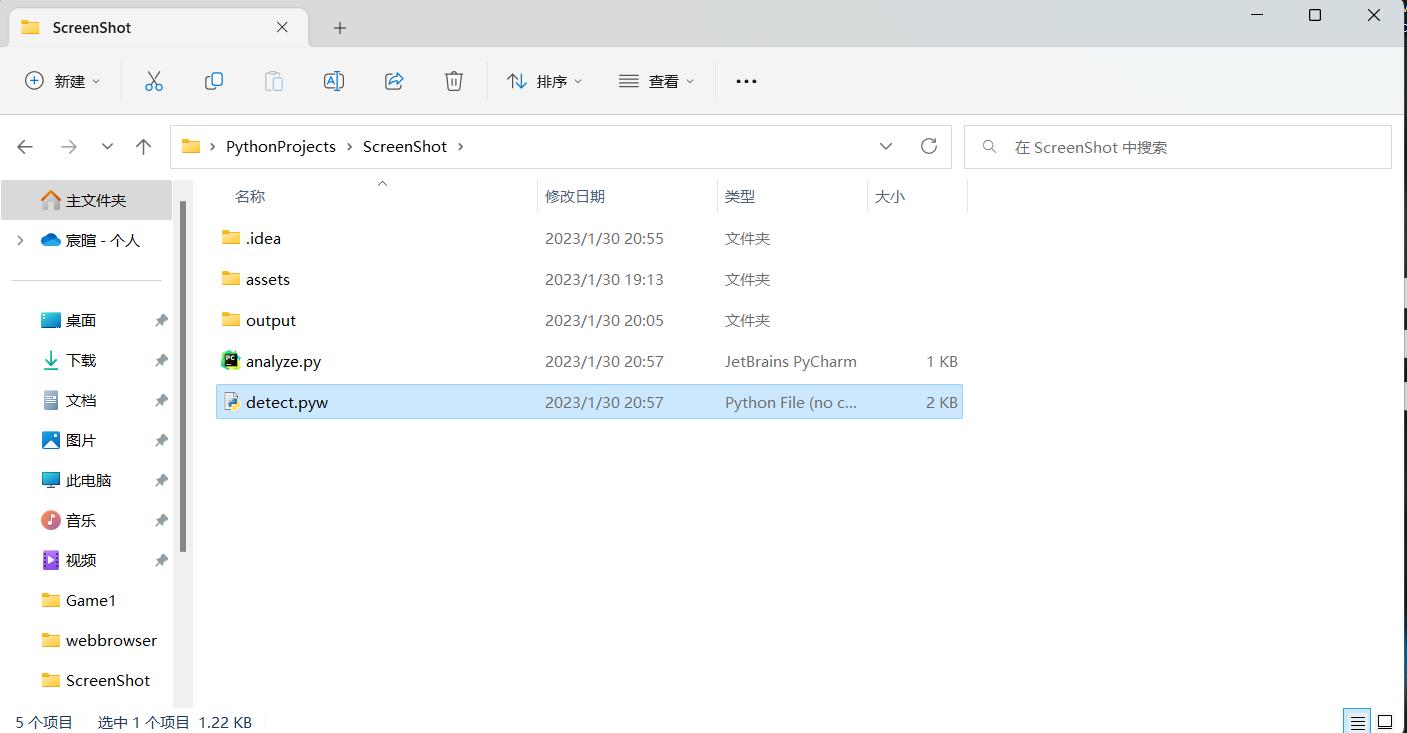 ScreenShot
新建
排序
查看
PythonProjects
ScreenShot
在 ScreenShot 中搜索
主文件夹
宸暄 - 个人
桌面
下载
文档
图片
此电脑
音乐
视频
Game1
webbrowser
ScreenShot
名称 修改日期 类型 大小
.idea 2023/1/30 20:55 文件夹
assets 2023/1/30 19:13 文件夹
output 2023/1/30 20:05 文件夹
PC
analyze.py 2023/1/30 20:57 JetBrains PyCharm 1 KB
detect.pyw 2023/1/30 20:57 Python File (no c... 2 KB
5 个项目 选中 1 个项目 1.22 KB